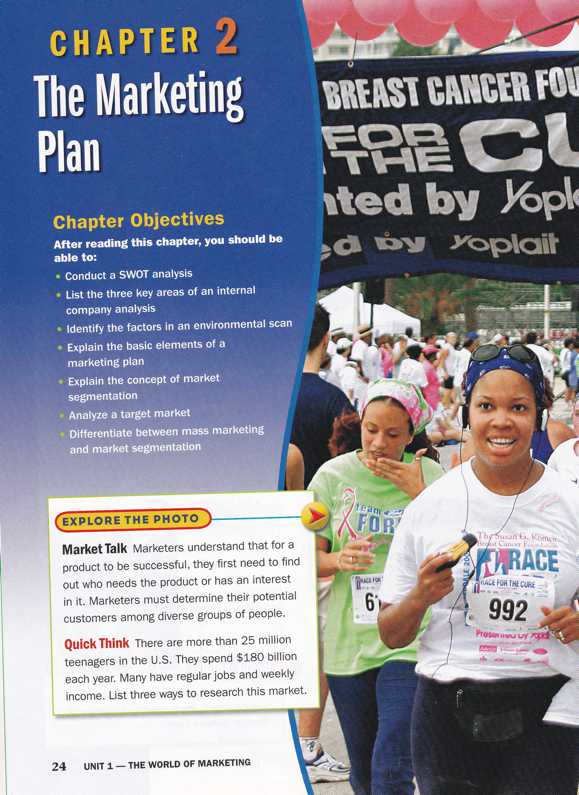 CHAPTER 2
The Marketing
Plan
Chapter Objectives
After reading this chapter, you should be
able to:
• Conduct a SWOT analysis
• List the three key areas of an internal
company analysis
• Identify the factors in an environmental scan
• Explain the basic elements of a
marketing plan
• Explain the concept of market
segmentation
• Analyze a target market
• Differentiate between mass marketing
and market segmentation
EXPLORE THE PHOTO
Market Talk Marketers understand that for a
product to be successful, they first need to find
out who needs the product or has an interest
in it. Marketers must determine their potential
customers among diverse groups of people.
Quick Think There are more than 25 million
teenagers in the U.S. They spend $180 billion
each year. Many have regular jobs and weekly
income. List three ways to research this market.
24 UNIT 1 — THE WORLD OF MARKETING
BREAST CANCER FOU
FOR
THE CU
nted by Yopl
ed by Yoplait
team
FOR
RACE FOR THE
6
The Susan G. Komen
Breast Cancer Foundation
RACE
RACE FOR THE CURE
992
Presented by Yoplait